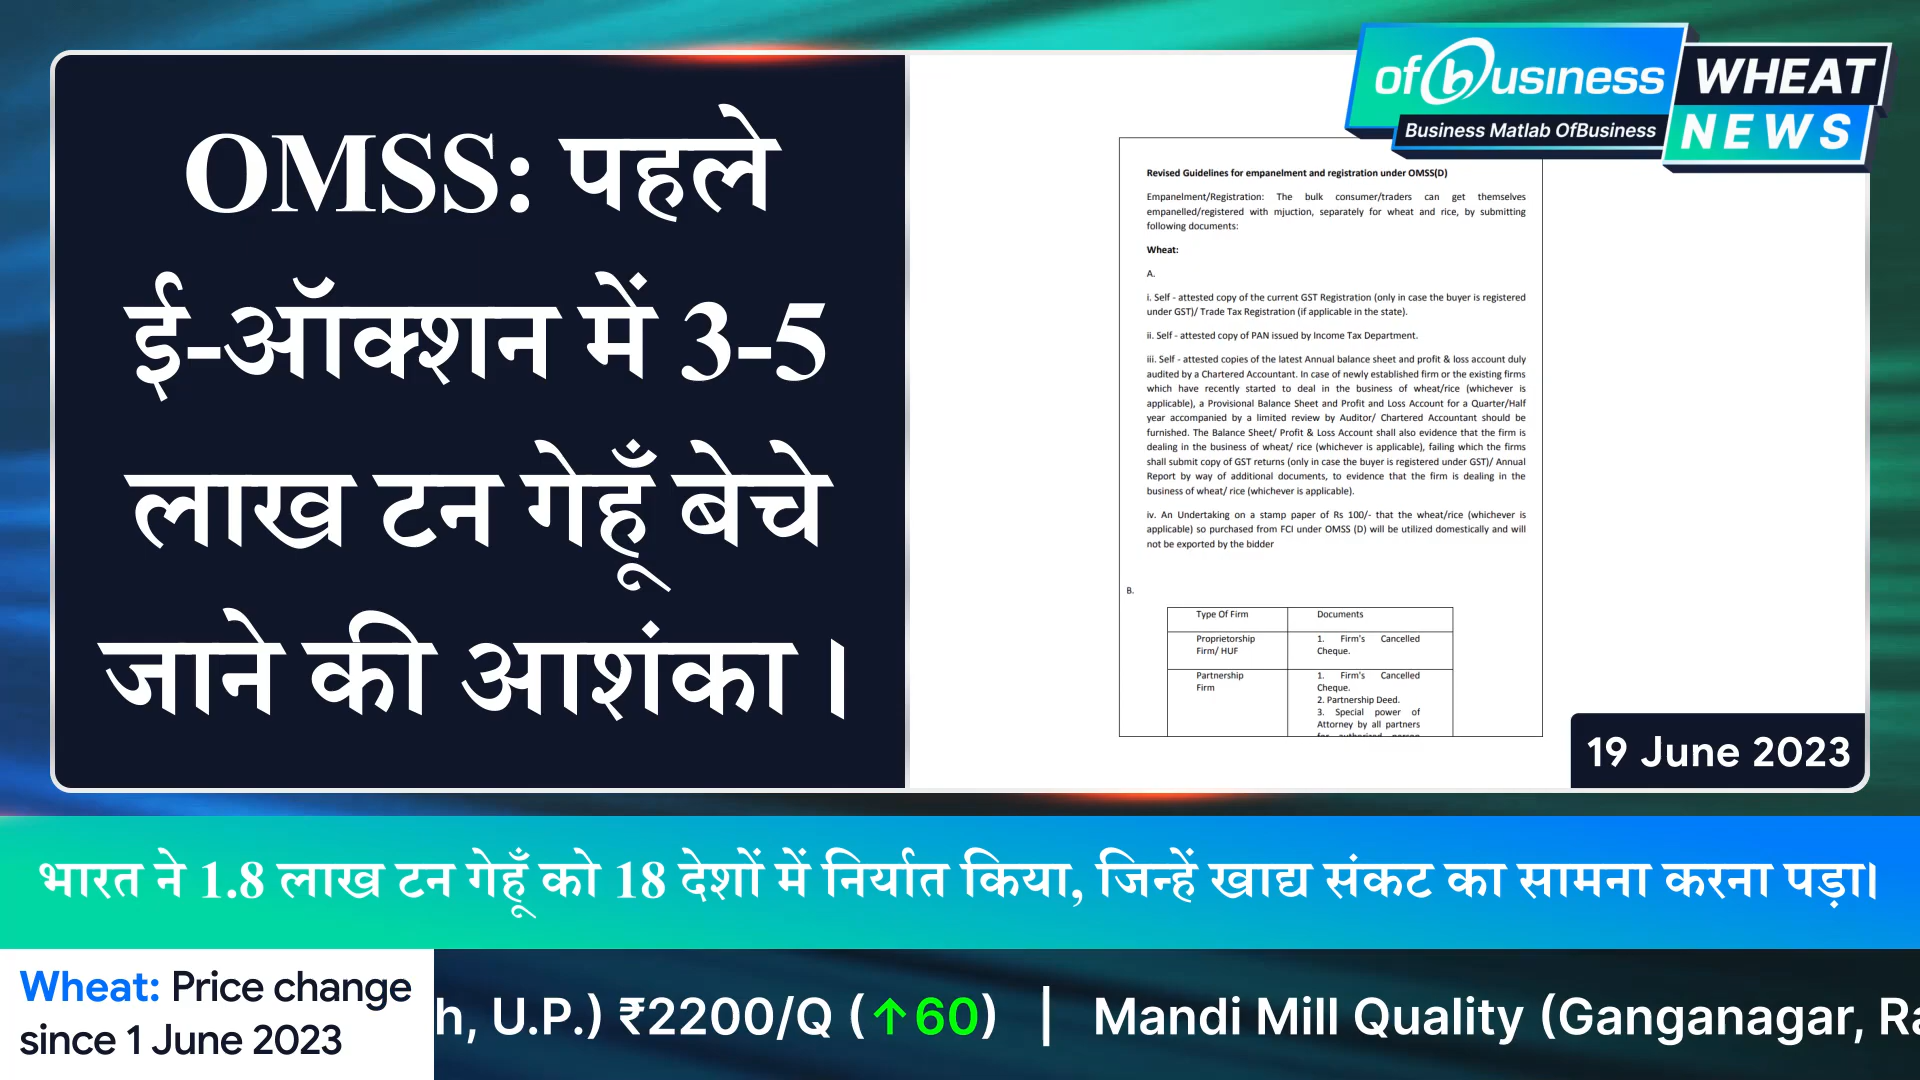 OMSS: पहले
ई-ऑक्शन में 3-5
लाख टन गेहूँ बेचे
जाने की आशंका ।
ofbusiness
Business Matlab OfBusiness
WHEAT
NEWS
Revised Guidelines for empanelment and registration under OMSS(D)
Empanelment/Registration: The bulk consumer/traders can get themselves
empanelled/registered with mjuction, separately for wheat and rice, by submitting
following documents:
Wheat:
A.
i. Self - attested copy of the current GST Registration (only in case the buyer is registered
under GST)/ Trade Tax Registration (if applicable in the state).
ii. Self - attested copy of PAN issued by Income Tax Department.
iii. Self - attested copies of the latest Annual balance sheet and profit & loss account duly
audited by a Chartered Accountant. In case of newly established firm or the existing firms
which have recently started to deal in the business of wheat/rice (whichever is
applicable), a Provisional Balance Sheet and Profit and Loss Account for a Quarter/Half
year accompanied by a limited review by Auditor/ Chartered Accountant should be
furnished. The Balance Sheet/ Profit & Loss Account shall also evidence that the firm is
dealing in the business of wheat/ rice (whichever is applicable), failing which the firms
shall submit copy of GST returns (only in case the buyer is registered under GST)/ Annual
Report by way of additional documents, to evidence that the firm is dealing in the
business of wheat/ rice (whichever is applicable).
iv. An Undertaking on a stamp paper of Rs 100/- that the wheat/rice (whichever is
applicable) so purchased from FCI under OMSS (D) will be utilized domestically and will
not be exported by the bidder
B.
Type Of Firm Documents
Proprietorship 1. Firm's Cancelled
Firm/ HUF Cheque.
Partnership 1. Firm's Cancelled
Firm Cheque.
2. Partnership Deed.
3. Special power of
Attorney by all partners
19 June 2023
भारत ने 1.8 लाख टन गेहूँ को 18 देशों में निर्यात किया, जिन्हें खाद्य संकट का सामना करना पड़ा।
Wheat: Price change
since 1 June 2023
h, U.P.) ₹2200/Q (↑60) | Mandi Mill Quality (Ganganagar, Ra